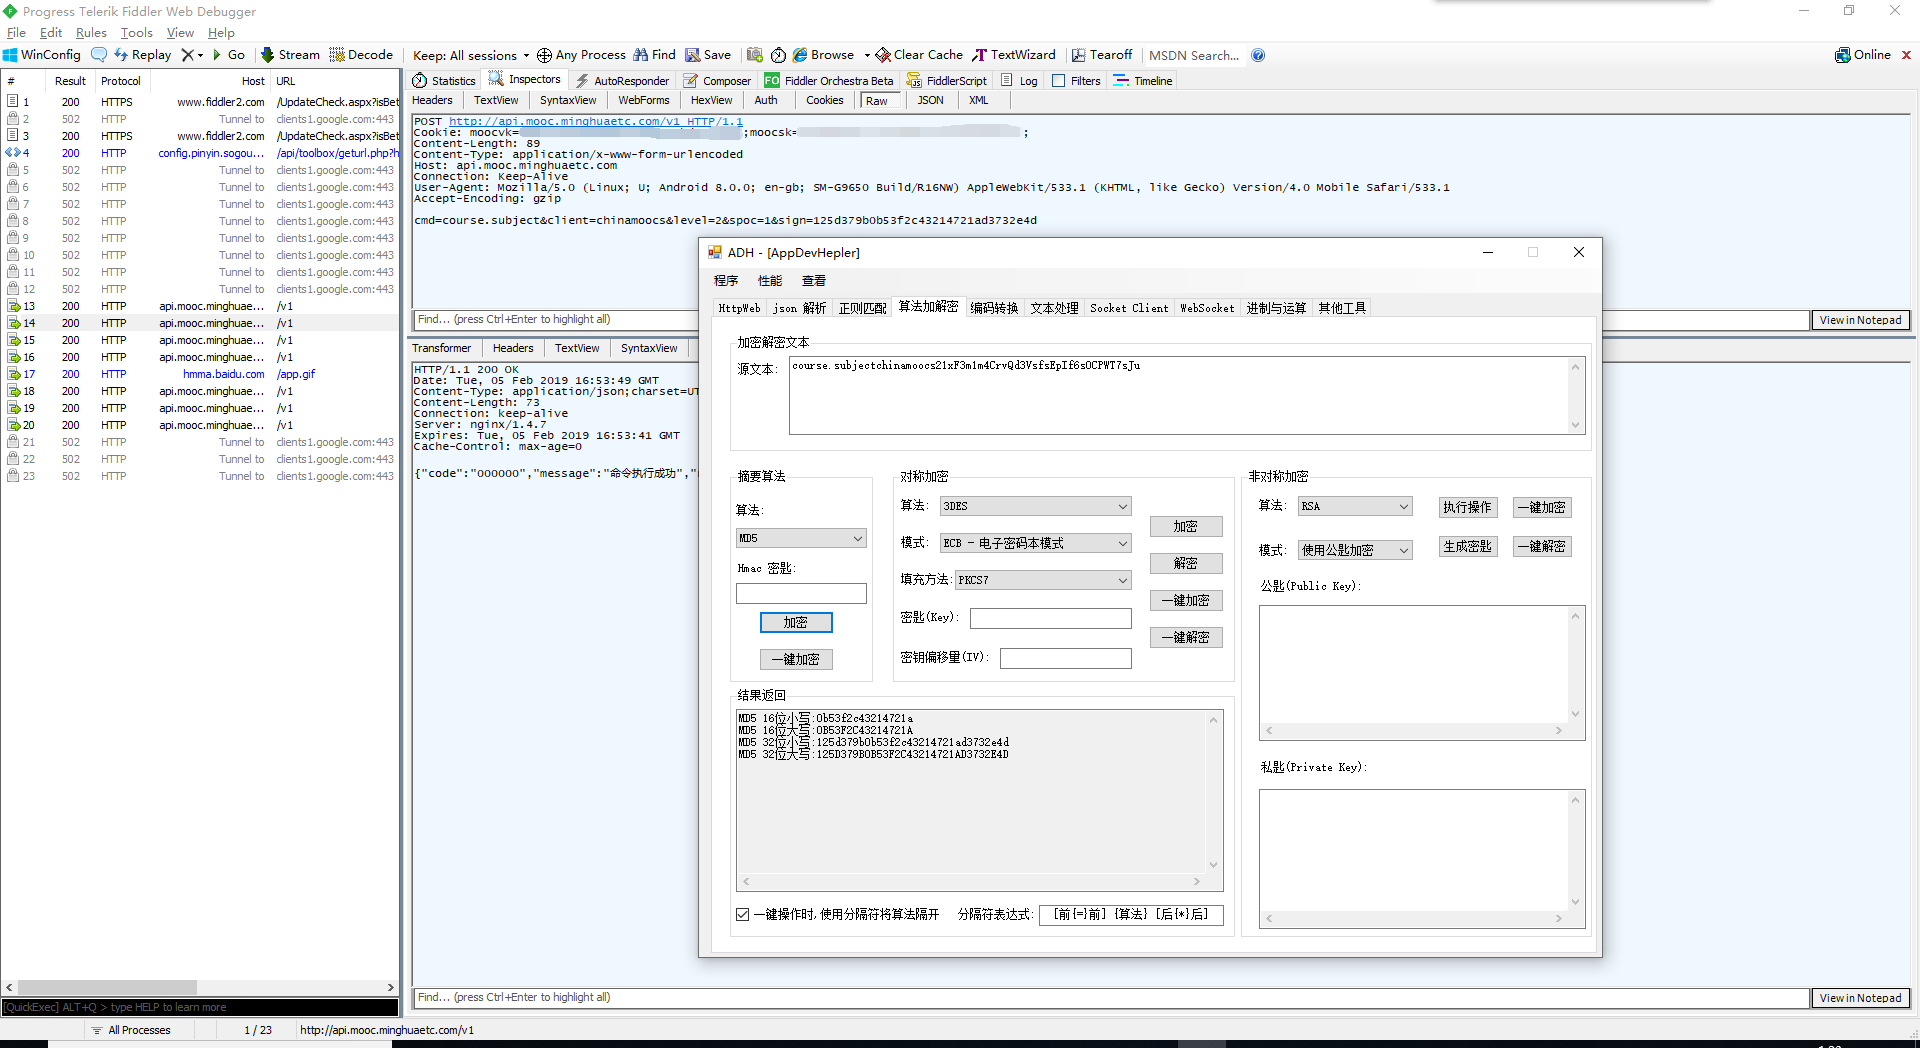 Progress Telerik Fiddler Web Debugger
File Edit Rules Tools View Help
WinConfig Replay Go Stream Decode Keep: All sessions Any Process Find Save Browse Clear Cache TextWizard Tearoff MSDN Search... Online
# Result Protocol Host URL
1 200 HTTPS www.fiddler2.com /UpdateCheck.aspx?isBet
2 200 HTTP Tunnel to clients1.google.com:443
3 200 HTTPS www.fiddler2.com /UpdateCheck.aspx?isBet
4 200 HTTP config.pinyin.sogou... /api/toolbox/geturl.php?h
5 502 HTTP Tunnel to clients1.google.com:443
6 502 HTTP Tunnel to clients1.google.com:443
7 502 HTTP Tunnel to clients1.google.com:443
8 502 HTTP Tunnel to clients1.google.com:443
9 502 HTTP Tunnel to clients1.google.com:443
10 502 HTTP Tunnel to clients1.google.com:443
11 502 HTTP Tunnel to clients1.google.com:443
12 502 HTTP Tunnel to clients1.google.com:443
13 200 HTTP api.mooc.minghuae... /v1
14 200 HTTP api.mooc.minghuae... /v1
15 200 HTTP api.mooc.minghuae... /v1
16 200 HTTP api.mooc.minghuae... /v1
17 200 HTTP hmma.baidu.com /app.gif
18 200 HTTP api.mooc.minghuae... /v1
19 200 HTTP api.mooc.minghuae... /v1
20 200 HTTP api.mooc.minghuae... /v1
21 502 HTTP Tunnel to clients1.google.com:443
22 502 HTTP Tunnel to clients1.google.com:443
23 502 HTTP Tunnel to clients1.google.com:443
[QuickExec] ALT+Q > type HELP to learn more
All Processes 1 / 23 http://api.mooc.minghuaetc.com/v1
Statistics Inspectors AutoResponder Composer FO Fiddler Orchestra Beta FiddlerScript Log Filters Timeline
Headers TextView SyntaxView WebForms HexView Auth Cookies Raw JSON XML
POST http://api.mooc.minghuaetc.com/v1 HTTP/1.1
Cookie: moocvk= ;moocsk= ;
Content-Length: 89
Content-Type: application/x-www-form-urlencoded
Host: api.mooc.minghuaetc.com
Connection: Keep-Alive
User-Agent: Mozilla/5.0 (Linux; U; Android 8.0.0; en-gb; SM-G9650 Build/R16NW) AppleWebKit/533.1 (KHTML, like Gecko) Version/4.0 Mobile Safari/533.1
Accept-Encoding: gzip
cmd=course.subject&client=chinamoocs&level=2&spoc=1&sign=125d379b0b53f2c43214721ad3732e4d
Find... (press Ctrl+Enter to highlight all) View in Notepad
Transformer Headers TextView SyntaxView
HTTP/1.1 200 OK
Date: Tue, 05 Feb 2019 16:53:49 GMT
Content-Type: application/json;charset=UT
Content-Length: 73
Connection: keep-alive
Server: nginx/1.4.7
Expires: Tue, 05 Feb 2019 16:53:41 GMT
Cache-Control: max-age=0
{"code":"000000","message":"命令执行成功","
Find... (press Ctrl+Enter to highlight all) View in Notepad
ADH - [AppDevHepler]
程序 性能 查看
HttpWeb json 解析 正则匹配 算法加解密 编码转换 文本处理 Socket Client WebSocket 进制与运算 其他工具
加密解密文本
源文本: course.subjectchinamoocs21xF3m1m4CrvQd3VsfsEpIf6sOCPWT7sJu
摘要算法
算法:
MD5
Hmac 密匙:
加密
一键加密
对称加密
算法: 3DES
模式: ECB - 电子密码本模式
填充方法: PKCS7
密匙(Key):
密钥偏移量(IV):
加密
解密
一键加密
一键解密
非对称加密
算法: RSA 执行操作 一键加密
模式: 使用公匙加密 生成密匙 一键解密
公匙(Public Key):
私匙(Private Key):
结果返回
MD5 16位小写:0b53f2c43214721a
MD5 16位大写:0B53F2C43214721A
MD5 32位小写:125d379b0b53f2c43214721ad3732e4d
MD5 32位大写:125D379B0B53F2C43214721AD3732E4D
一键操作时,使用分隔符将算法隔开 分隔符表达式: [前{=}前] {算法} [后{*}后]